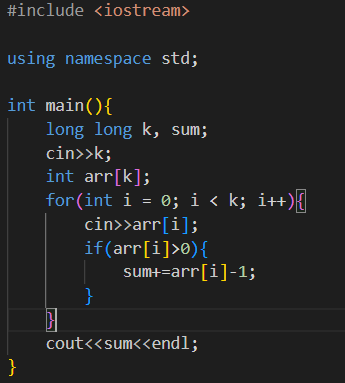 #include <iostream>
using namespace std;
int main(){
    long long k, sum;
    cin>>k;
    int arr[k];
    for(int i = 0; i < k; i++){
        cin>>arr[i];
        if(arr[i]>0){
            sum+=arr[i]-1;
        }
    }
    cout<<sum<<endl;
}